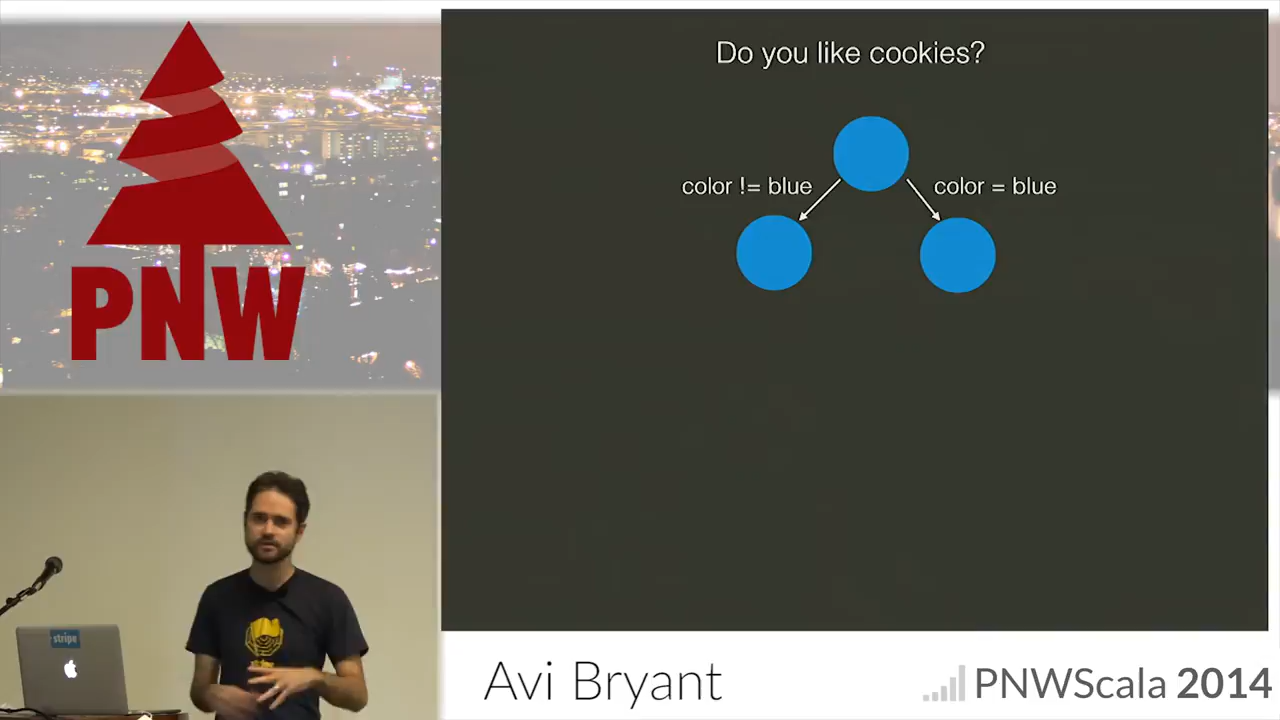 PNW
Do you like cookies?
color != blue
color = blue
stripe
Avi Bryant
PNWScala 2014